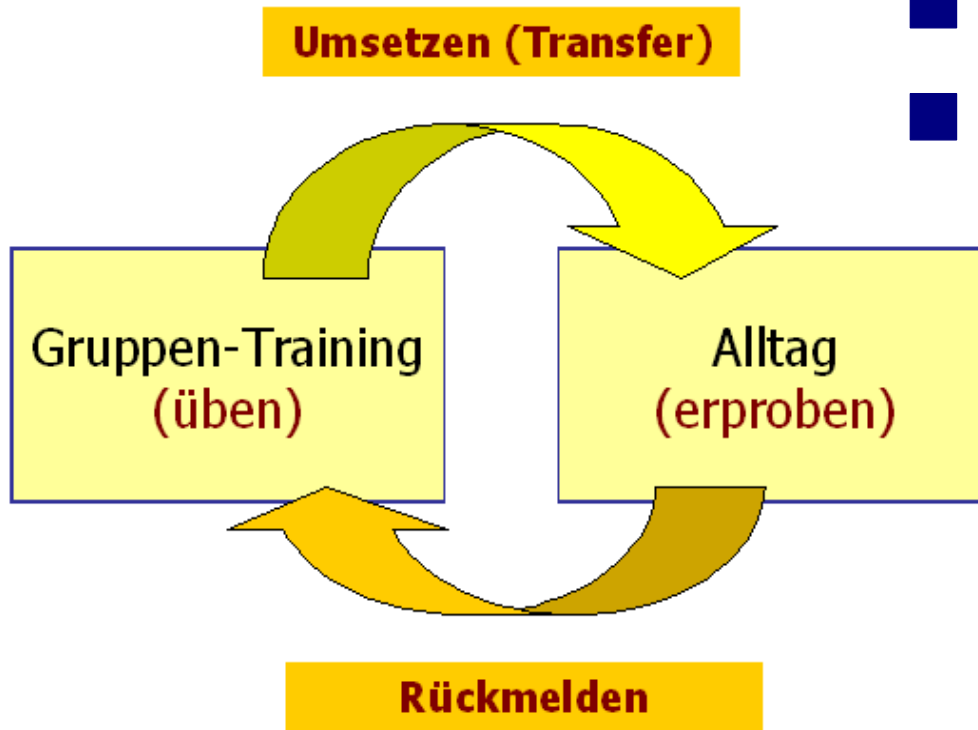 Umsetzen (Transfer)
Gruppen-Training
(üben)
Alltag
(erproben)
Rückmelden